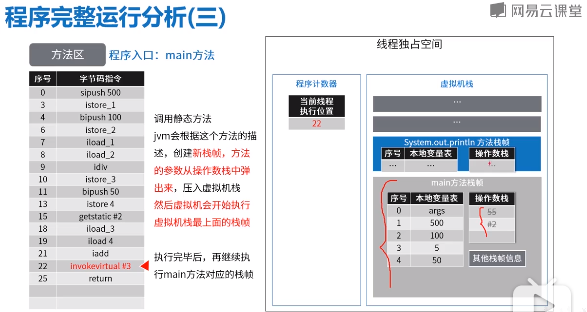 程序完整运行分析(三)
网易云课堂
方法区
程序入口：main方法
序号 字节码指令
0 sipush 500
3 istore_1
4 bipush 100
6 istore_2
7 iload_1
8 iload_2
9 idiv
10 istore_3
11 bipush 50
13 istore 4
15 getstatic #2
18 iload_3
19 iload 4
21 iadd
22 invokevirtual #3
25 return
调用静态方法
jvm会根据这个方法的描
述，创建新栈帧，方法
的参数从操作数栈中弹
出来，压入虚拟机栈
然后虚拟机会开始执行
虚拟机栈最上面的栈帧
执行完毕后，再继续执
行main方法对应的栈帧
线程独占空间
程序计数器
当前线程
执行位置
22
虚拟机栈
...
...
System.out.println 方法栈帧
序号 本地变量表 操作数栈
... ...
main方法栈帧
序号 本地变量表 操作数栈
0 args 55
1 500 #2
2 100
3 5
4 50
其他栈帧信息